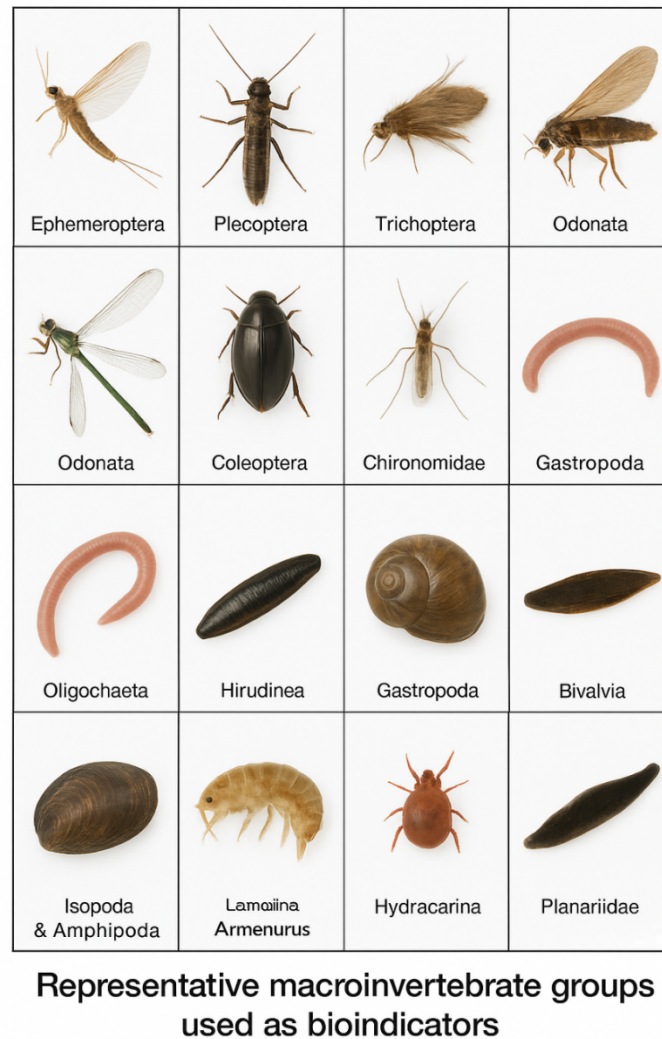 Ephemeroptera
Plecoptera
Trichoptera
Odonata
Odonata
Coleoptera
Chironomidae
Gastropoda
Oligochaeta
Hirudinea
Gastropoda
Bivalvia
Isopoda
& Amphipoda
Armenurus
Hydracarina
Planariidae
Representative macroinvertebrate groups
used as bioindicators